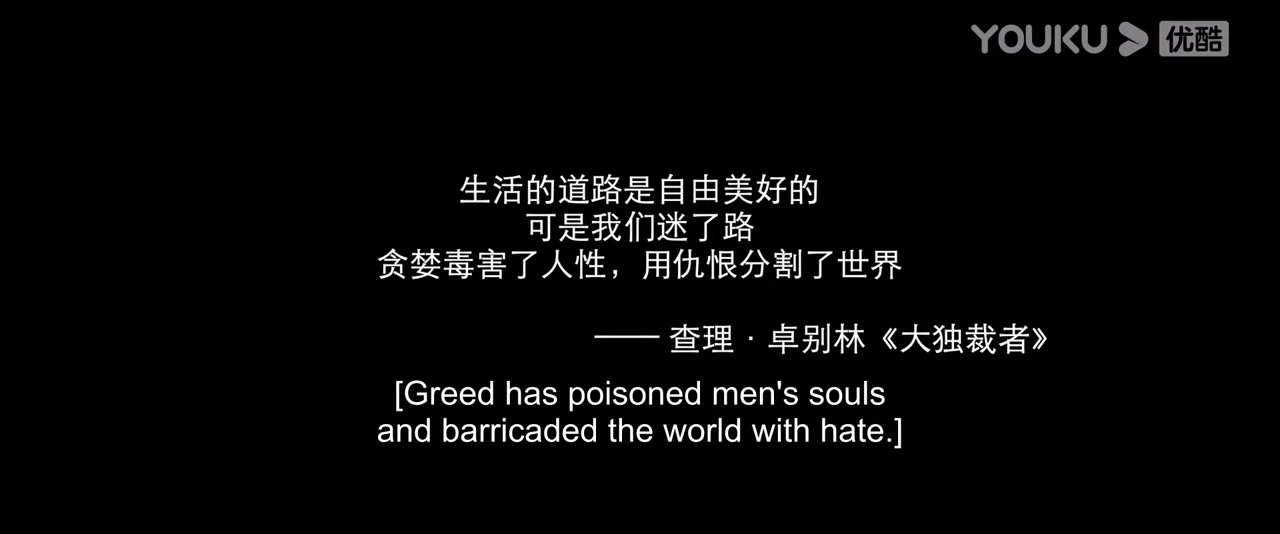 YOUKU 优酷
生活的道路是自由美好的
可是我们迷了路
贪婪毒害了人性，用仇恨分割了世界
—— 查理·卓别林《大独裁者》
[Greed has poisoned men's souls
and barricaded the world with hate.]